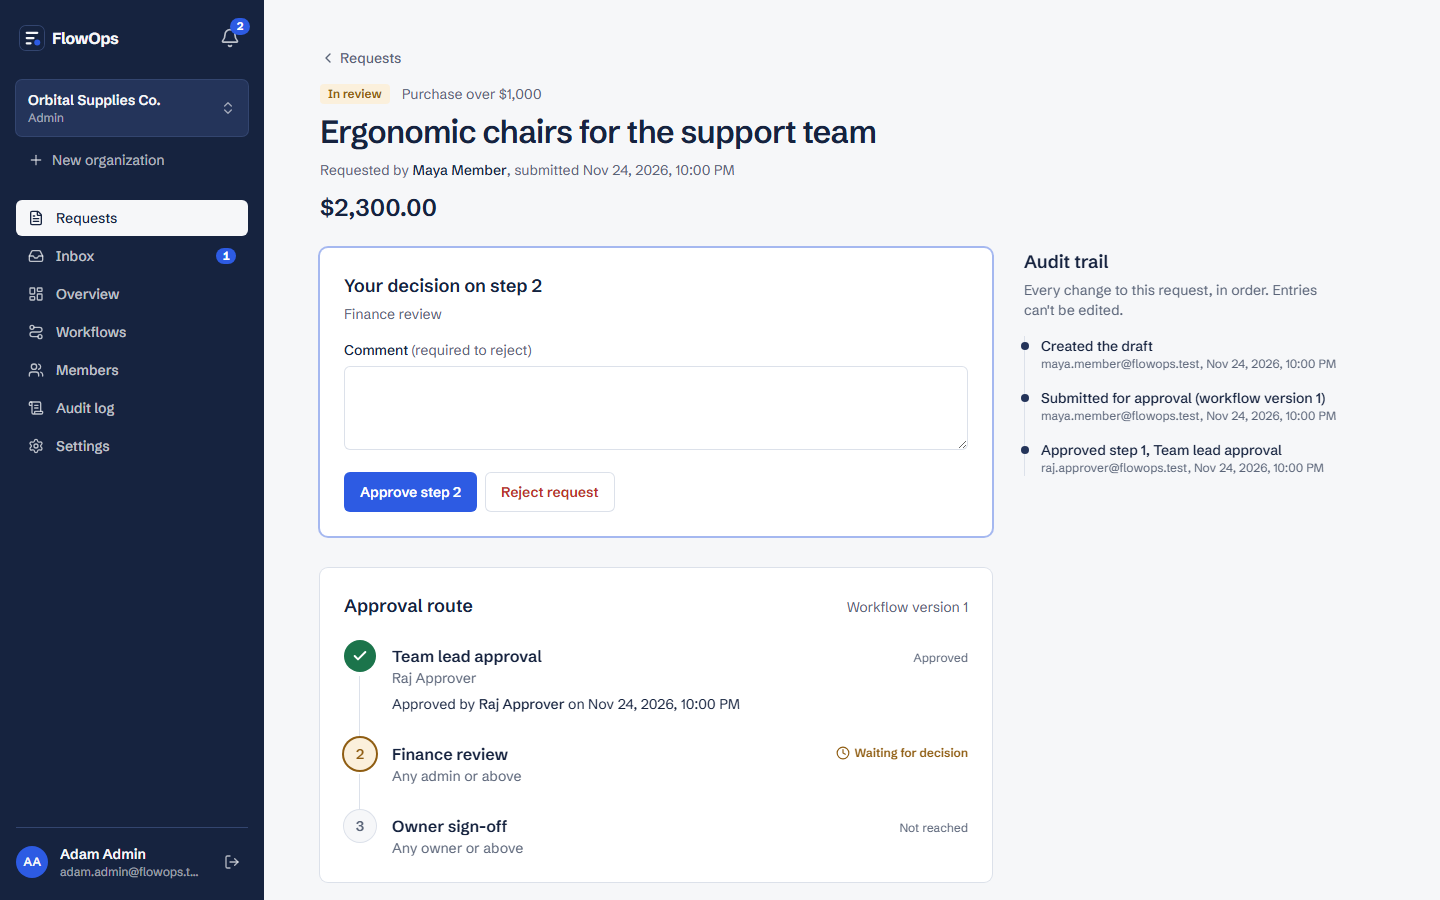 FlowOps
2
Orbital Supplies Co.
Admin
New organization
Requests
Inbox
1
Overview
Workflows
Members
Audit log
Settings
AA
Adam Admin
adam.admin@flowops.t...
Requests
In review
Purchase over $1,000
Ergonomic chairs for the support team
Requested by Maya Member, submitted Nov 24, 2026, 10:00 PM
$2,300.00
Your decision on step 2
Finance review
Comment (required to reject)
Approve step 2
Reject request
Approval route
Workflow version 1
Team lead approval
Approved
Raj Approver
Approved by Raj Approver on Nov 24, 2026, 10:00 PM
2
Finance review
Waiting for decision
Any admin or above
3
Owner sign-off
Not reached
Any owner or above
Audit trail
Every change to this request, in order. Entries
can't be edited.
Created the draft
maya.member@flowops.test, Nov 24, 2026, 10:00 PM
Submitted for approval (workflow version 1)
maya.member@flowops.test, Nov 24, 2026, 10:00 PM
Approved step 1, Team lead approval
raj.approver@flowops.test, Nov 24, 2026, 10:00 PM